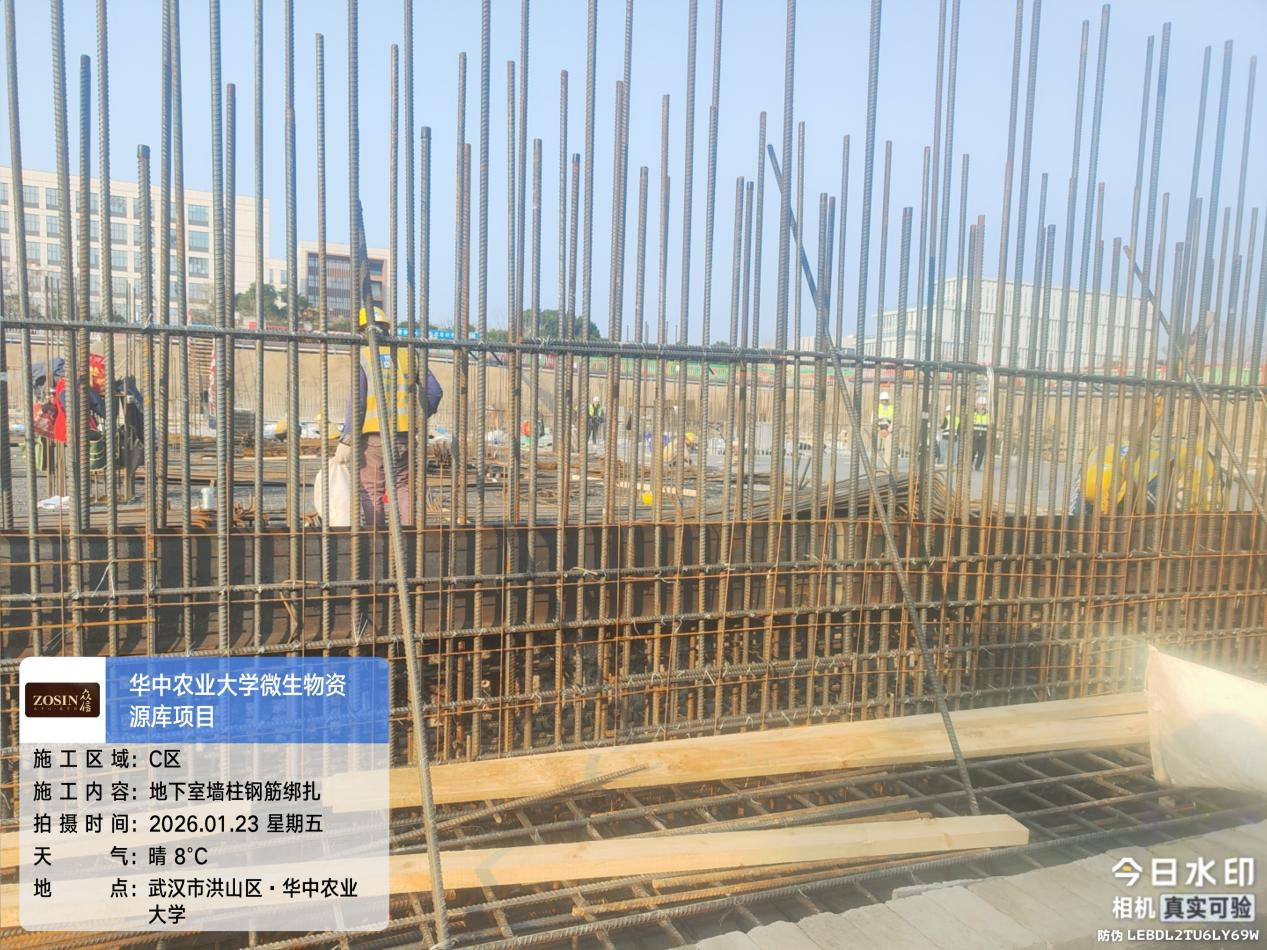 ZOSIN 众信
华中农业大学微生物资
源库项目
施工区域：C区
施工内容：地下室墙柱钢筋绑扎
拍摄时间：2026.01.23 星期五
天气：晴 8°C
地点：武汉市洪山区·华中农业
大学
今日水印
相机 真实可验
防伪 LEBDL2TU6LY69W